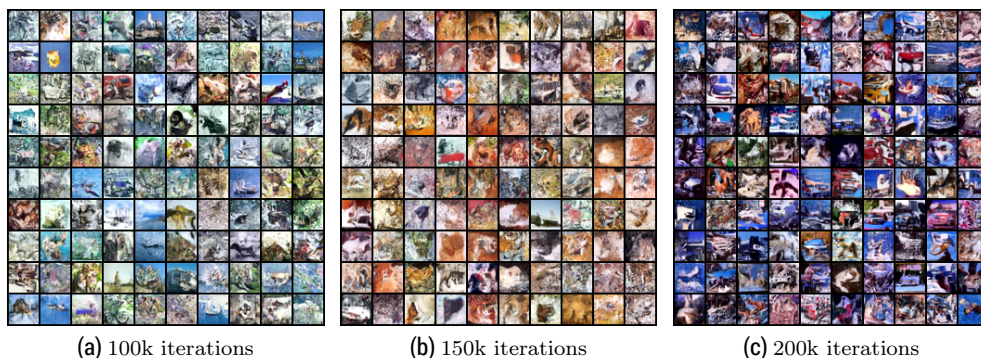 (a) 100k iterations
(b) 150k iterations
(c) 200k iterations